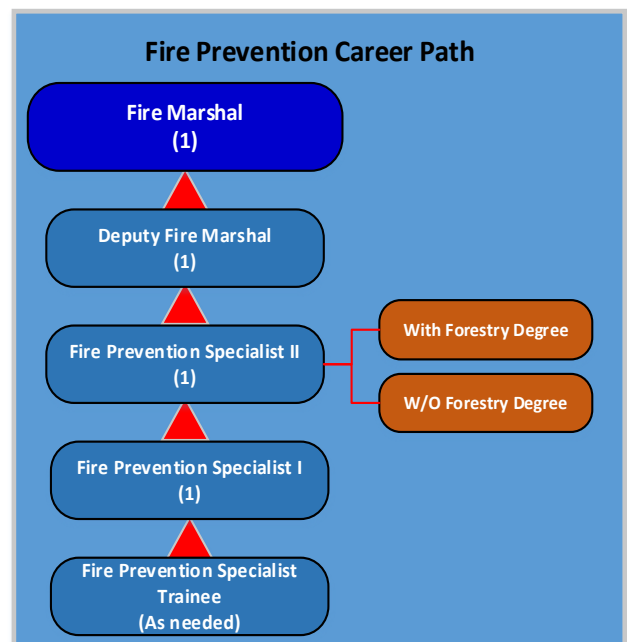 Fire Prevention Career Path
Fire Marshal
(1)
Deputy Fire Marshal
(1)
Fire Prevention Specialist II
(1)
With Forestry Degree
W/O Forestry Degree
Fire Prevention Specialist I
(1)
Fire Prevention Specialist
Trainee
(As needed)